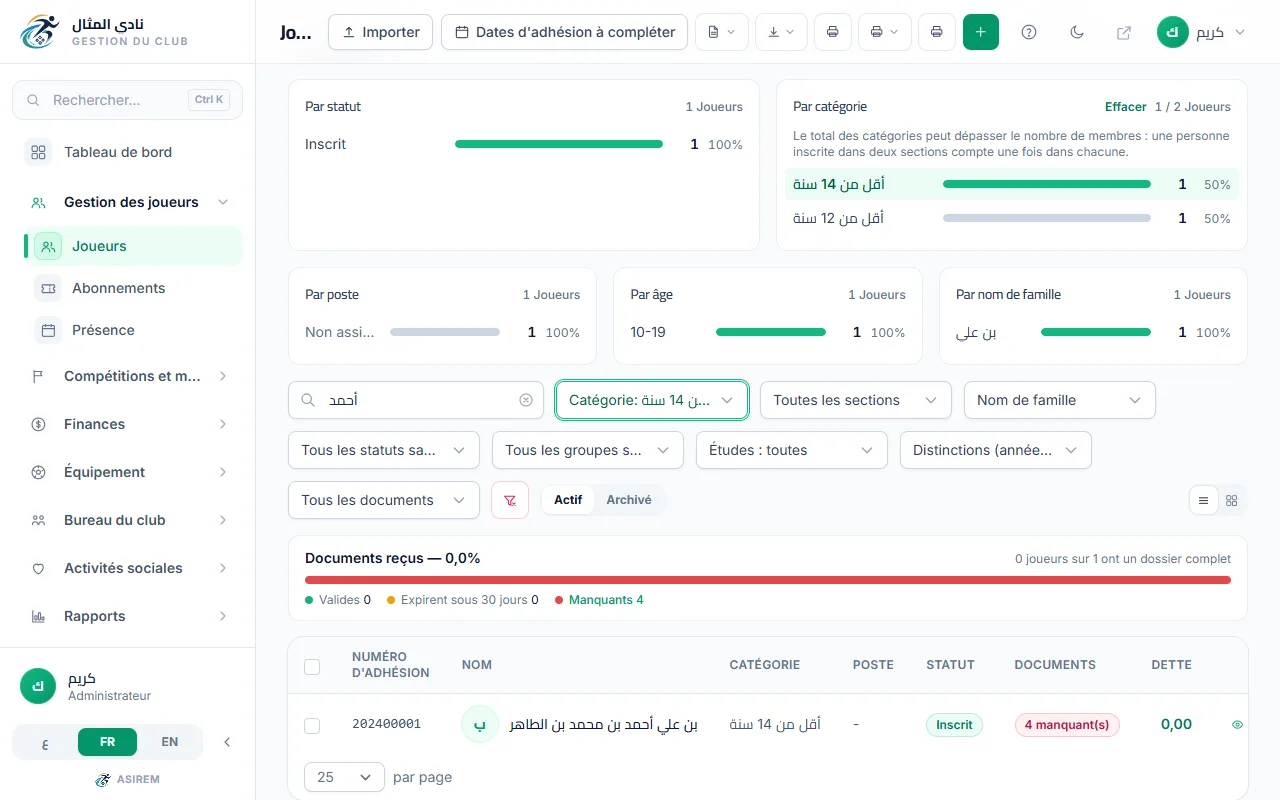 نادي المثال
GESTION DU CLUB
Rechercher... Ctrl K
Tableau de bord
Gestion des joueurs
Joueurs
Abonnements
Présence
Compétitions et m...
Finances
Équipement
Bureau du club
Activités sociales
Rapports
كريم
Administrateur
ع FR EN
ASIREM
Jo... Importer Dates d'adhésion à compléter ك كريم
Par statut 1 Joueurs
Inscrit 1 100%
Par catégorie Effacer 1 / 2 Joueurs
Le total des catégories peut dépasser le nombre de membres : une personne
inscrite dans deux sections compte une fois dans chacune.
أقل من 14 سنة 1 50%
أقل من 12 سنة 1 50%
Par poste 1 Joueurs
Non assi... 1 100%
Par âge 1 Joueurs
10-19 1 100%
Par nom de famille 1 Joueurs
بن علي 1 100%
أحمد Catégorie: ن 14 سنة... Toutes les sections Nom de famille
Tous les statuts sa... Tous les groupes s... Études : toutes Distinctions (année...
Tous les documents Actif Archivé
Documents reçus — 0,0% 0 joueurs sur 1 ont un dossier complet
Valides 0 Expirent sous 30 jours 0 Manquants 4
NUMÉRO D'ADHÉSION NOM CATÉGORIE POSTE STATUT DOCUMENTS DETTE
202400001 ب بن علي أحمد بن محمد بن الطاهر أقل من 14 سنة - Inscrit 4 manquant(s) 0,00
25 par page